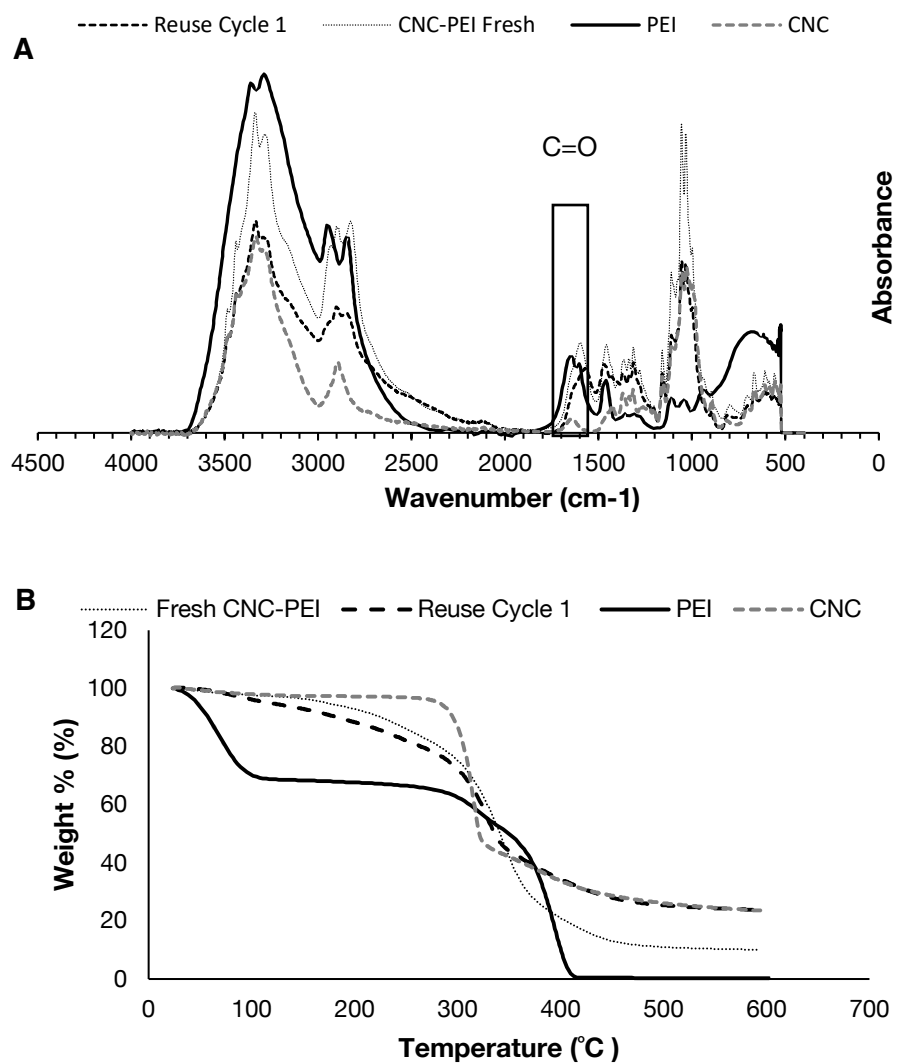 Reuse Cycle 1 CNC-PEI Fresh PEI CNC
A
C=O
Absorbance
4500 4000 3500 3000 2500 2000 1500 1000 500 0
Wavenumber (cm-1)
B
Fresh CNC-PEI Reuse Cycle 1 PEI CNC
120
100
80
60
40
20
0
Weight % (%)
0 100 200 300 400 500 600 700
Temperature (°C )